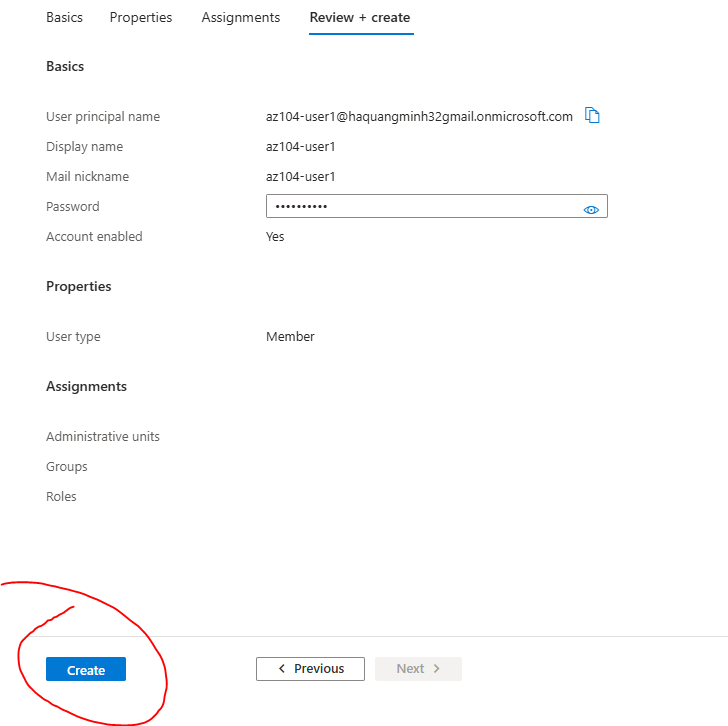 Basics Properties Assignments Review + create
Basics
User principal name az104-user1@haquangminh32gmail.onmicrosoft.com
Display name az104-user1
Mail nickname az104-user1
Password ••••••••••
Account enabled Yes
Properties
User type Member
Assignments
Administrative units
Groups
Roles
Create < Previous Next >